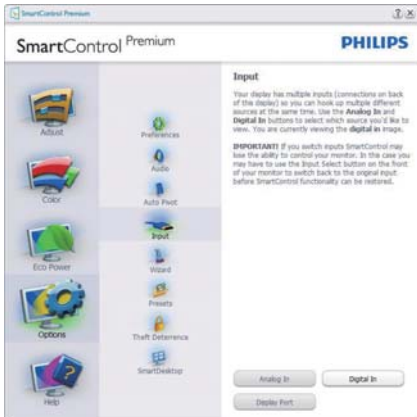 SmartControl Premium
SmartControl Premium
PHILIPS
Adjust
Color
Eco Power
Options
Help
Preferences
Audio
Auto Pivot
Input
Wizard
Presets
Theft Deterrence
SmartDesktop
Input
Your display has multiple inputs (connections on back
of this display) so you can hook up multiple different
sources at the same time. Use the Analog In and
Digital In buttons to select which source you'd like to
view. You are currently viewing the digital in image.
IMPORTANT! If you switch inputs SmartControl may
lose the ability to control your monitor. In this case you
may have to use the Input Select button on the front
of your monitor to switch back to the original input
before SmartControl functionality can be restored.
Analog In
Digital In
Display Port